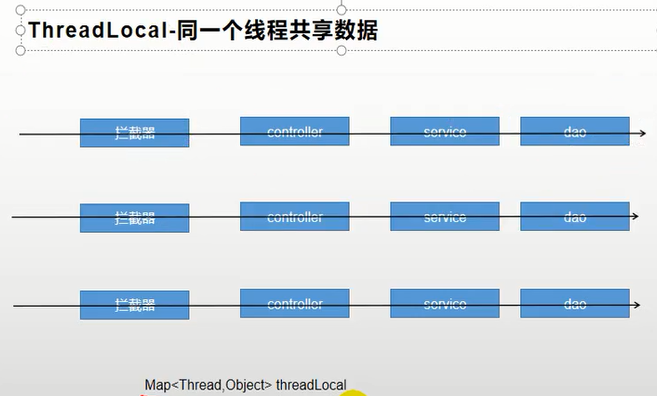 ThreadLocal-同一个线程共享数据
拦截器 controller service dao
拦截器 controller service dao
拦截器 controller service dao
Map<Thread,Object> threadLocal